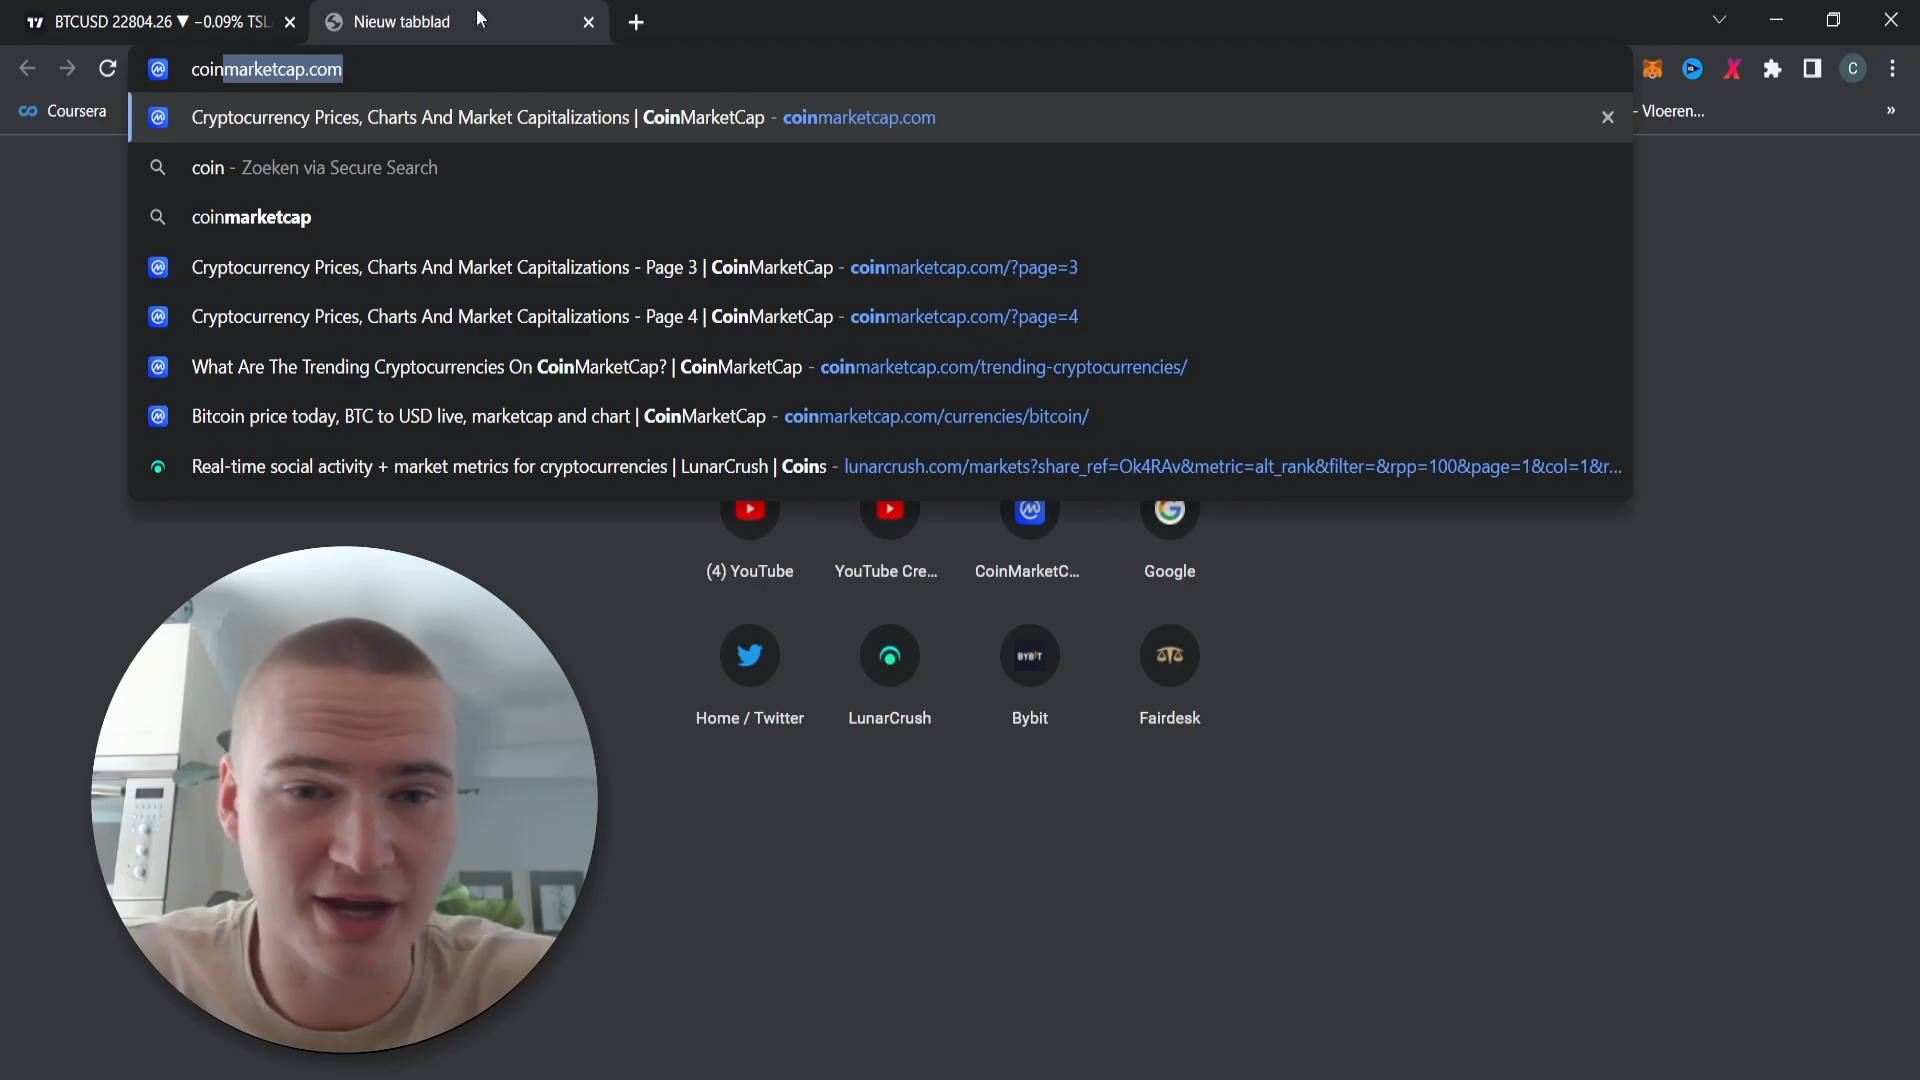 BTCUSD 22804.26 ▼ −0.09% TSL
Nieuw tabblad
coinmarketcap.com
Coursera
Cryptocurrency Prices, Charts And Market Capitalizations | CoinMarketCap - coinmarketcap.com
- Vloeren...
coin - Zoeken via Secure Search
coinmarketcap
Cryptocurrency Prices, Charts And Market Capitalizations - Page 3 | CoinMarketCap - coinmarketcap.com/?page=3
Cryptocurrency Prices, Charts And Market Capitalizations - Page 4 | CoinMarketCap - coinmarketcap.com/?page=4
What Are The Trending Cryptocurrencies On CoinMarketCap? | CoinMarketCap - coinmarketcap.com/trending-cryptocurrencies/
Bitcoin price today, BTC to USD live, marketcap and chart | CoinMarketCap - coinmarketcap.com/currencies/bitcoin/
Real-time social activity + market metrics for cryptocurrencies | LunarCrush | Coins - lunarcrush.com/markets?share_ref=Ok4RAv&metric=alt_rank&filter=&rpp=100&page=1&col=1&r...
(4) YouTube
YouTube Cre...
CoinMarketC...
Google
BYBIT
Home / Twitter
LunarCrush
Bybit
Fairdesk
C